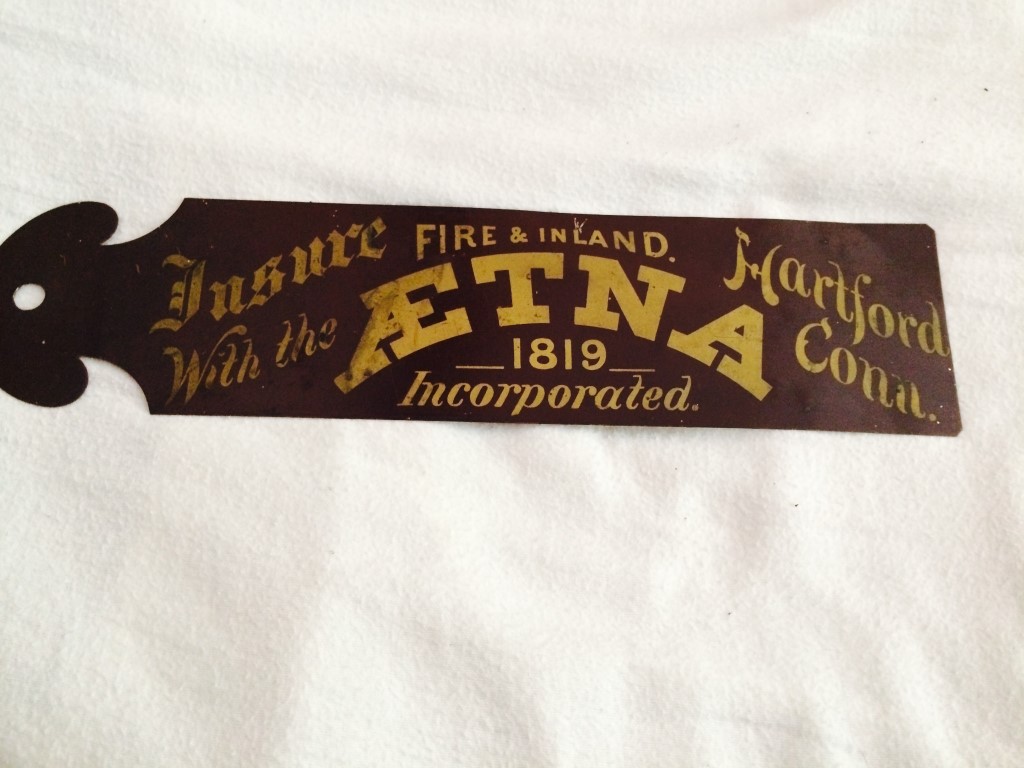 Insure
With the
FIRE & INLAND.
ÆTNA
1819
Incorporated.
Hartford
Conn.